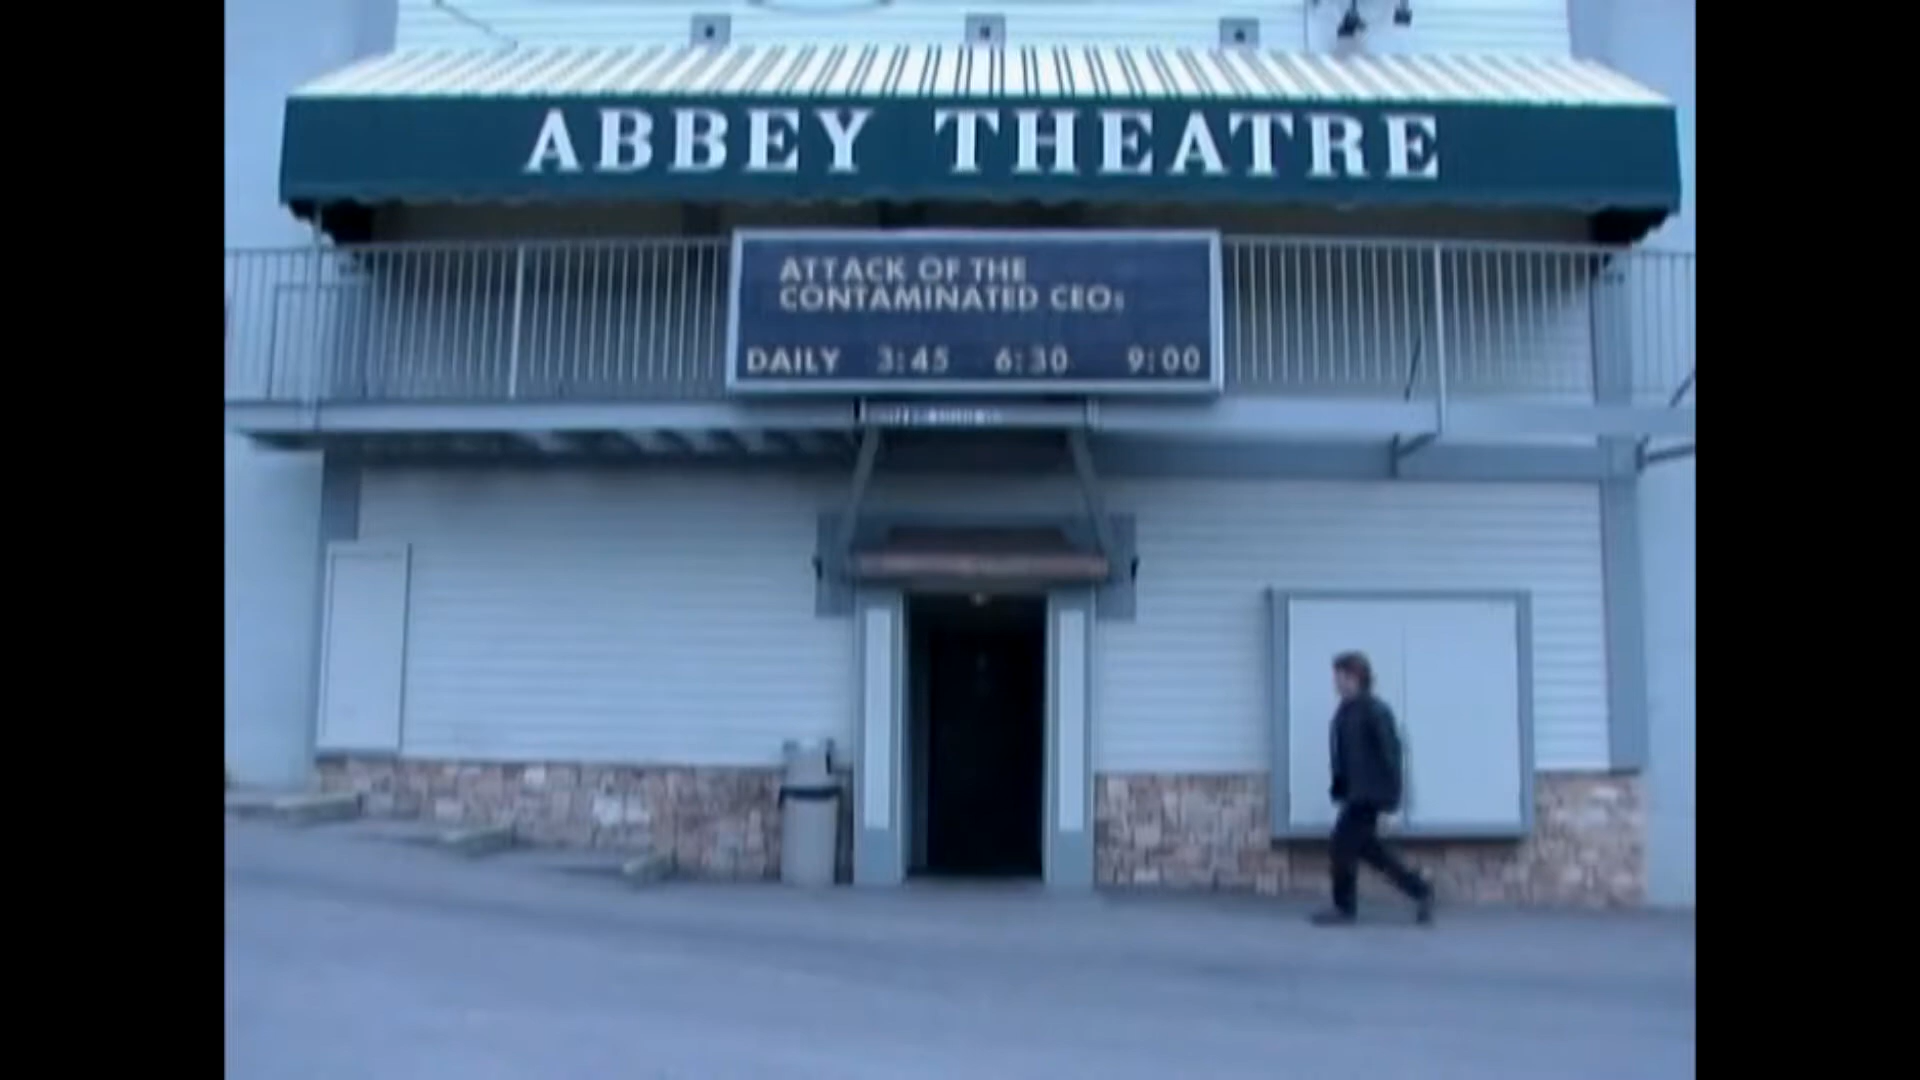 ABBEY THEATRE
ATTACK OF THE
CONTAMINATED CEOs
DAILY 3:45 6:30 9:00